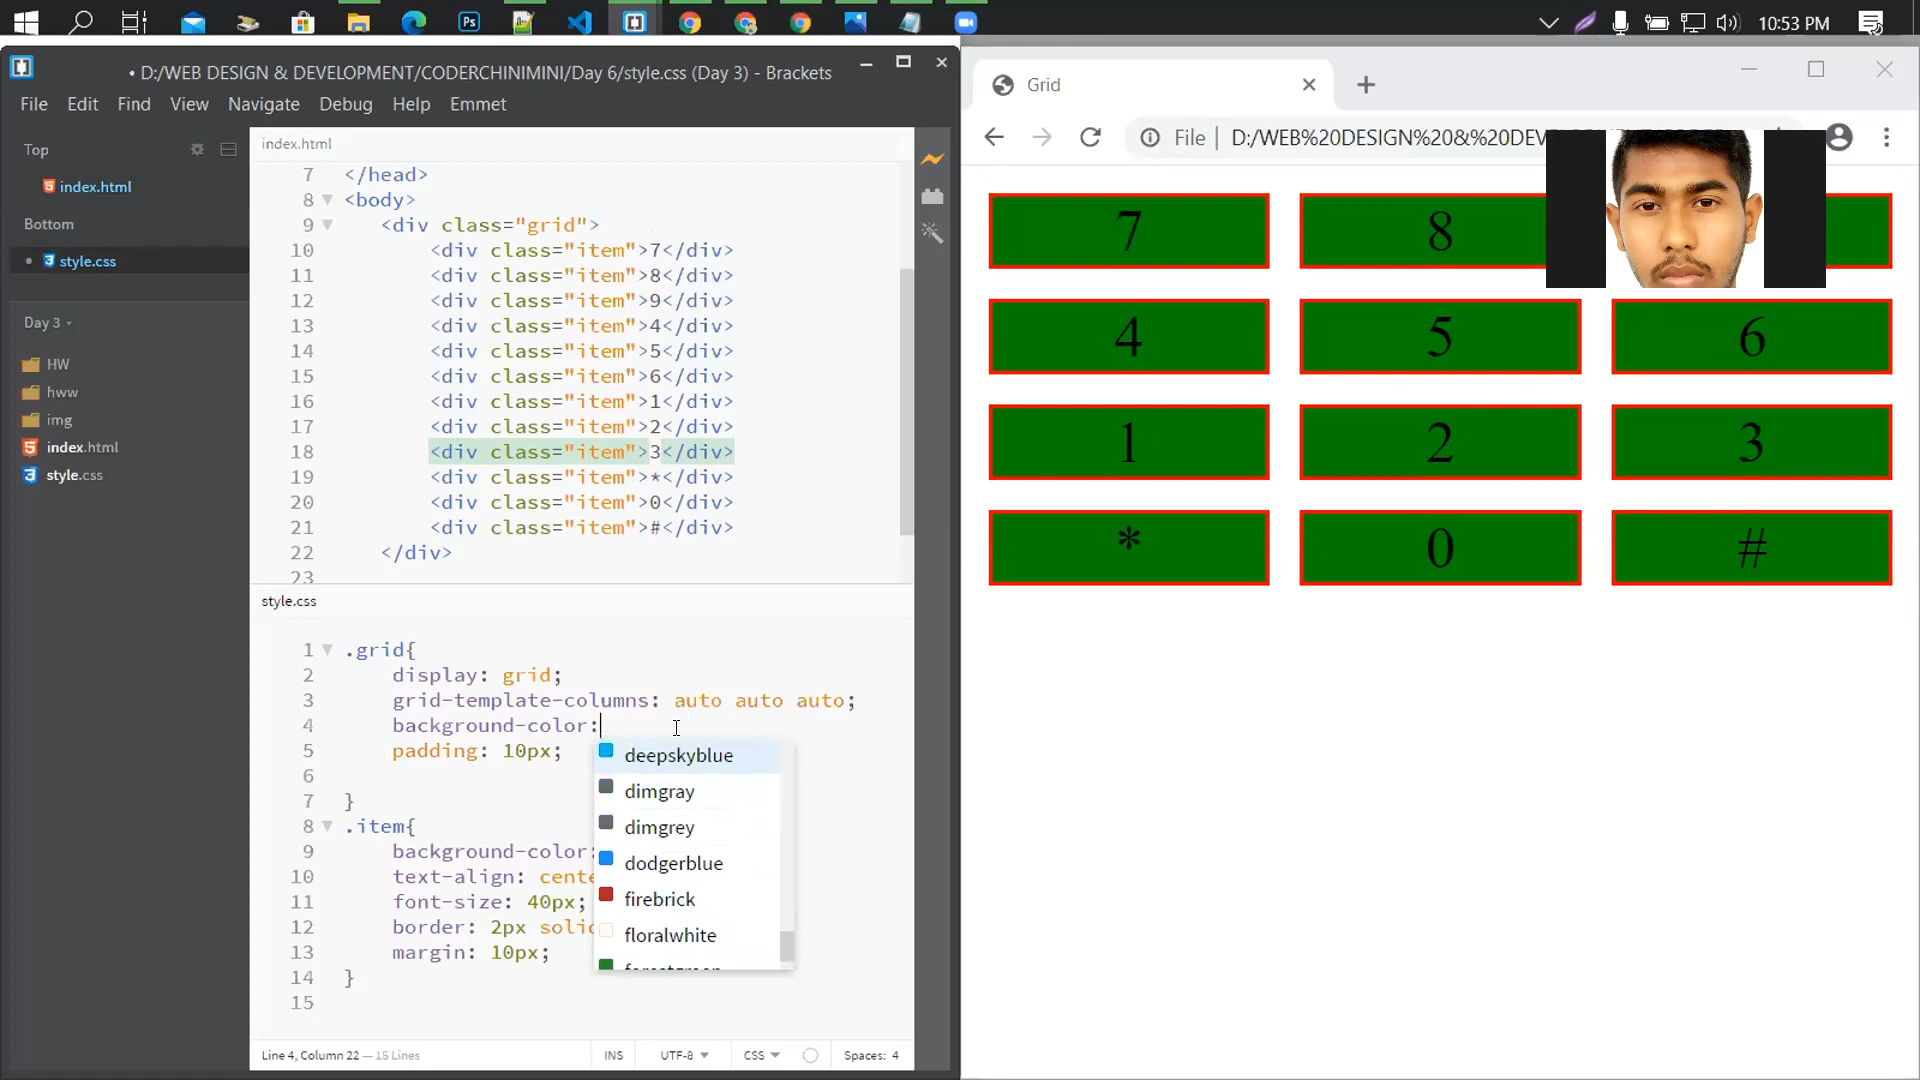 Ps
10:53 PM
• D:/WEB DESIGN & DEVELOPMENT/CODERCHINIMINI/Day 6/style.css (Day 3) - Brackets
File Edit Find View Navigate Debug Help Emmet
Top
index.html
Bottom
• style.css
Day 3
HW
hww
img
index.html
style.css
index.html
7 </head>
8 <body>
9 <div class="grid">
10 <div class="item">7</div>
11 <div class="item">8</div>
12 <div class="item">9</div>
13 <div class="item">4</div>
14 <div class="item">5</div>
15 <div class="item">6</div>
16 <div class="item">1</div>
17 <div class="item">2</div>
18 <div class="item">3</div>
19 <div class="item">*</div>
20 <div class="item">0</div>
21 <div class="item">#</div>
22 </div>
23
style.css
1 .grid{
2 display: grid;
3 grid-template-columns: auto auto auto;
4 background-color:
5 padding: 10px;
6
7 }
8 .item{
9 background-color:
10 text-align:
11 font-size: 40px;
12 border: 2px
13 margin: 10px;
14 }
15
deepskyblue
dimgray
dimgrey
dodgerblue
firebrick
floralwhite
Line 4, Column 22 — 15 Lines INS UTF-8 CSS Spaces: 4
Grid
File | D:/WEB%20DESIGN%20&%20
7 8
4 5 6
1 2 3
* 0 #